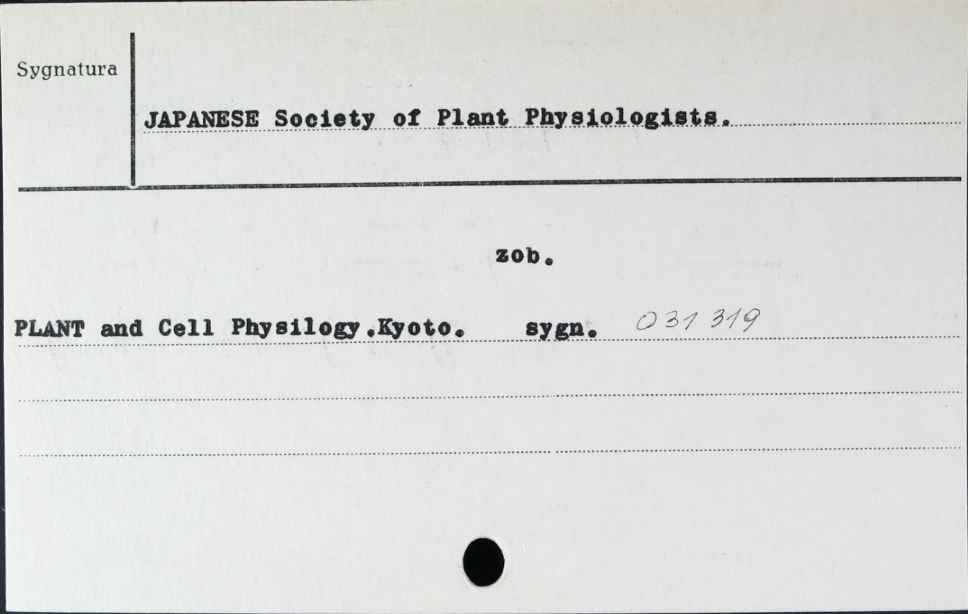 Sygnatura
JAPANESE Society of Plant Physiologists.
zob.
PLANT and Cell Physilogy.Kyoto. sygn. 031 319